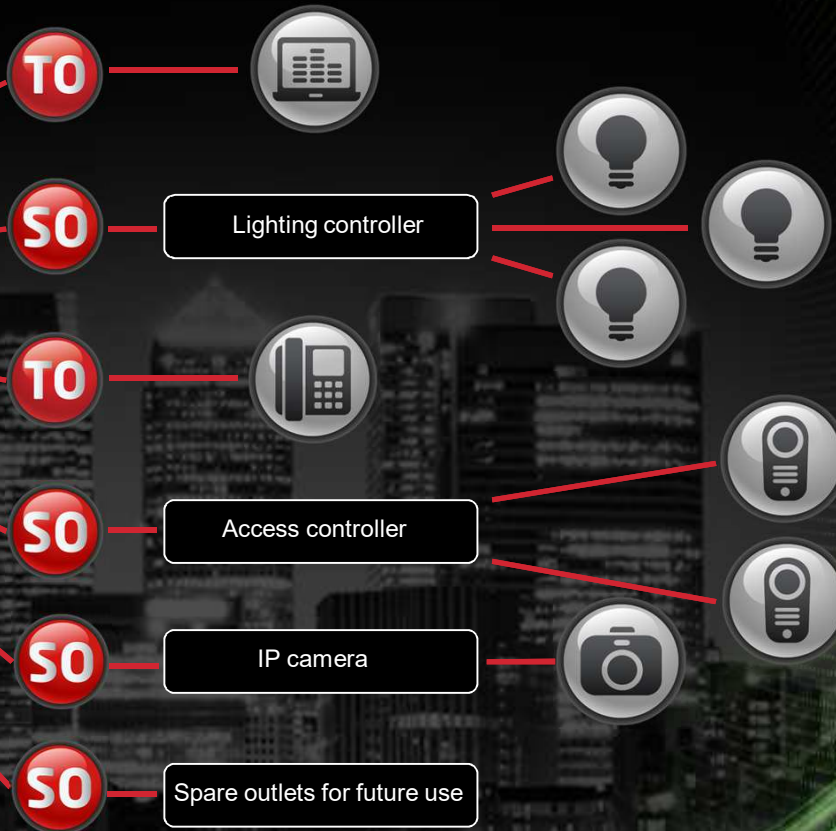 TO
SO
Lighting controller
TO
SO
Access controller
SO
IP camera
SO
Spare outlets for future use